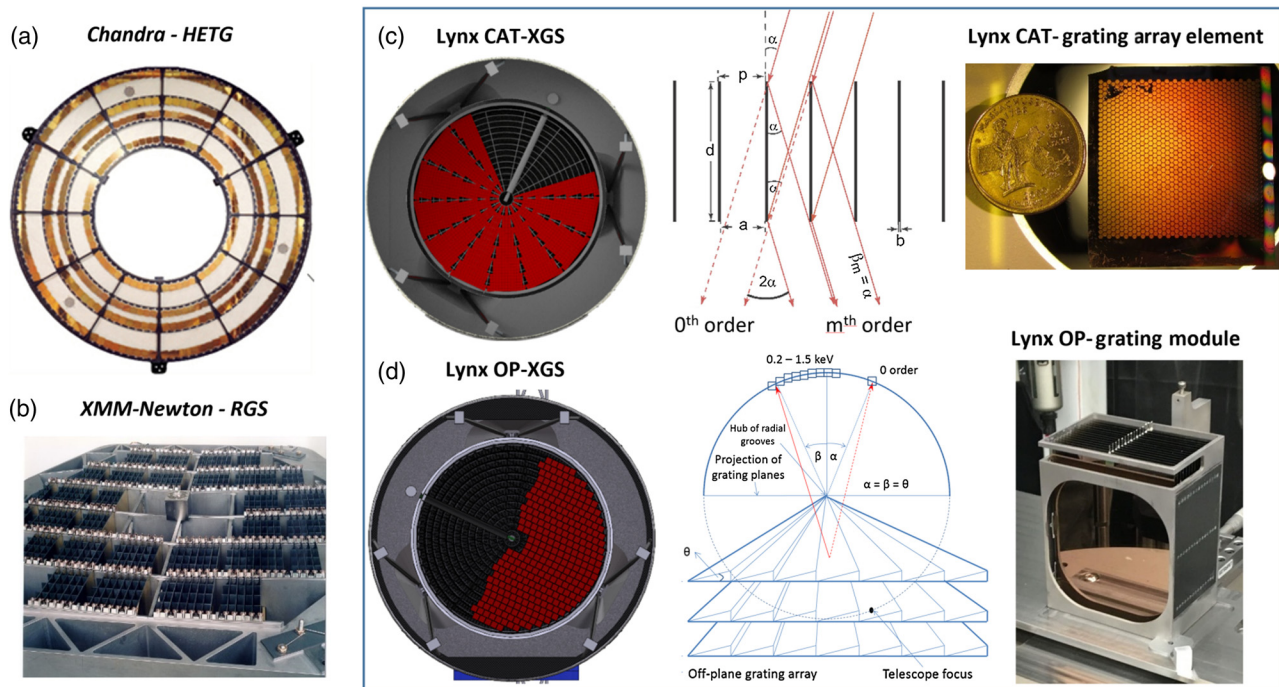 (a)
Chandra - HETG
(b)
XMM-Newton - RGS
(c)
Lynx CAT-XGS
α
p
α
d
α
a
b
2α
βm = α
0th order
mth order
Lynx CAT- grating array element
(d)
Lynx OP-XGS
0.2 – 1.5 keV
0 order
Hub of radial
grooves
β
α
Projection of
grating planes
α = β = θ
θ
Off-plane grating array
Telescope focus
Lynx OP- grating module